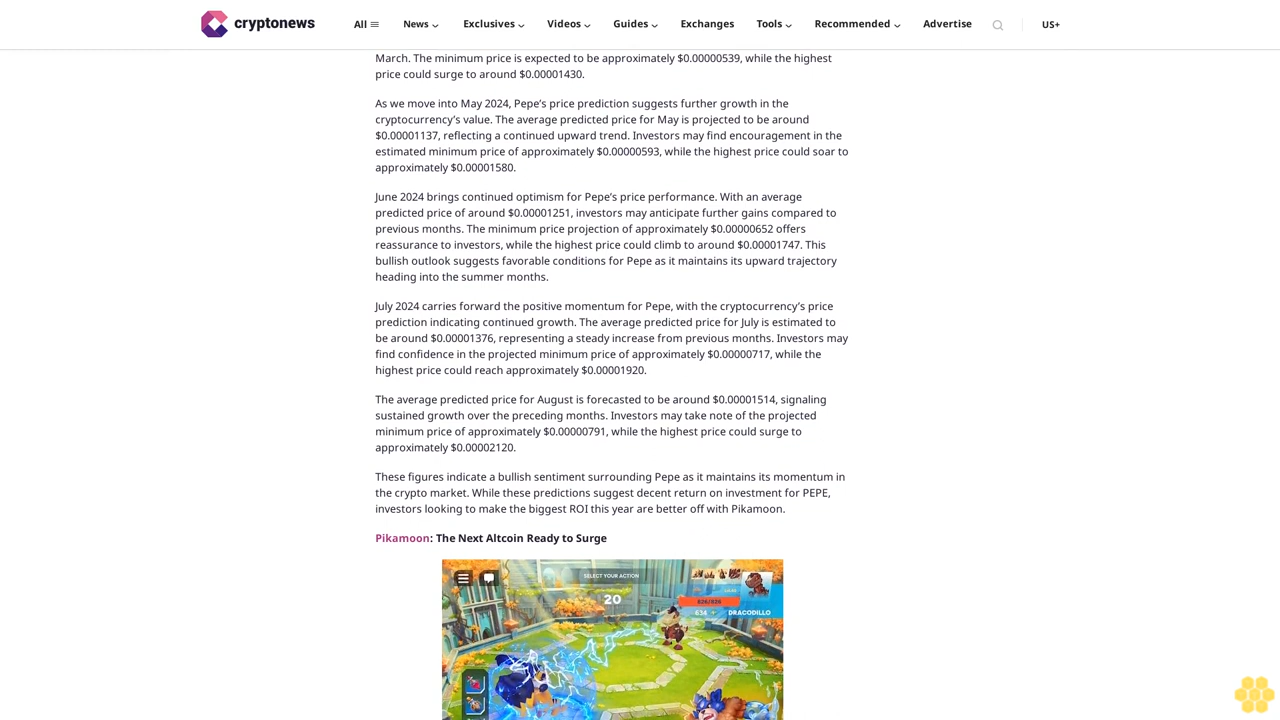 cryptonews
All
News
Exclusives
Videos
Guides
Exchanges
Tools
Recommended
Advertise
US+
March. The minimum price is expected to be approximately $0.00000539, while the highest
price could surge to around $0.00001430.
As we move into May 2024, Pepe’s price prediction suggests further growth in the
cryptocurrency’s value. The average predicted price for May is projected to be around
$0.00001137, reflecting a continued upward trend. Investors may find encouragement in the
estimated minimum price of approximately $0.00000593, while the highest price could soar to
approximately $0.00001580.
June 2024 brings continued optimism for Pepe’s price performance. With an average
predicted price of around $0.00001251, investors may anticipate further gains compared to
previous months. The minimum price projection of approximately $0.00000652 offers
reassurance to investors, while the highest price could climb to around $0.00001747. This
bullish outlook suggests favorable conditions for Pepe as it maintains its upward trajectory
heading into the summer months.
July 2024 carries forward the positive momentum for Pepe, with the cryptocurrency’s price
prediction indicating continued growth. The average predicted price for July is estimated to
be around $0.00001376, representing a steady increase from previous months. Investors may
find confidence in the projected minimum price of approximately $0.00000717, while the
highest price could reach approximately $0.00001920.
The average predicted price for August is forecasted to be around $0.00001514, signaling
sustained growth over the preceding months. Investors may take note of the projected
minimum price of approximately $0.00000791, while the highest price could surge to
approximately $0.00002120.
These figures indicate a bullish sentiment surrounding Pepe as it maintains its momentum in
the crypto market. While these predictions suggest decent return on investment for PEPE,
investors looking to make the biggest ROI this year are better off with Pikamoon.
Pikamoon: The Next Altcoin Ready to Surge
SELECT YOUR ACTION
20
826/826
634
DRACODILLO